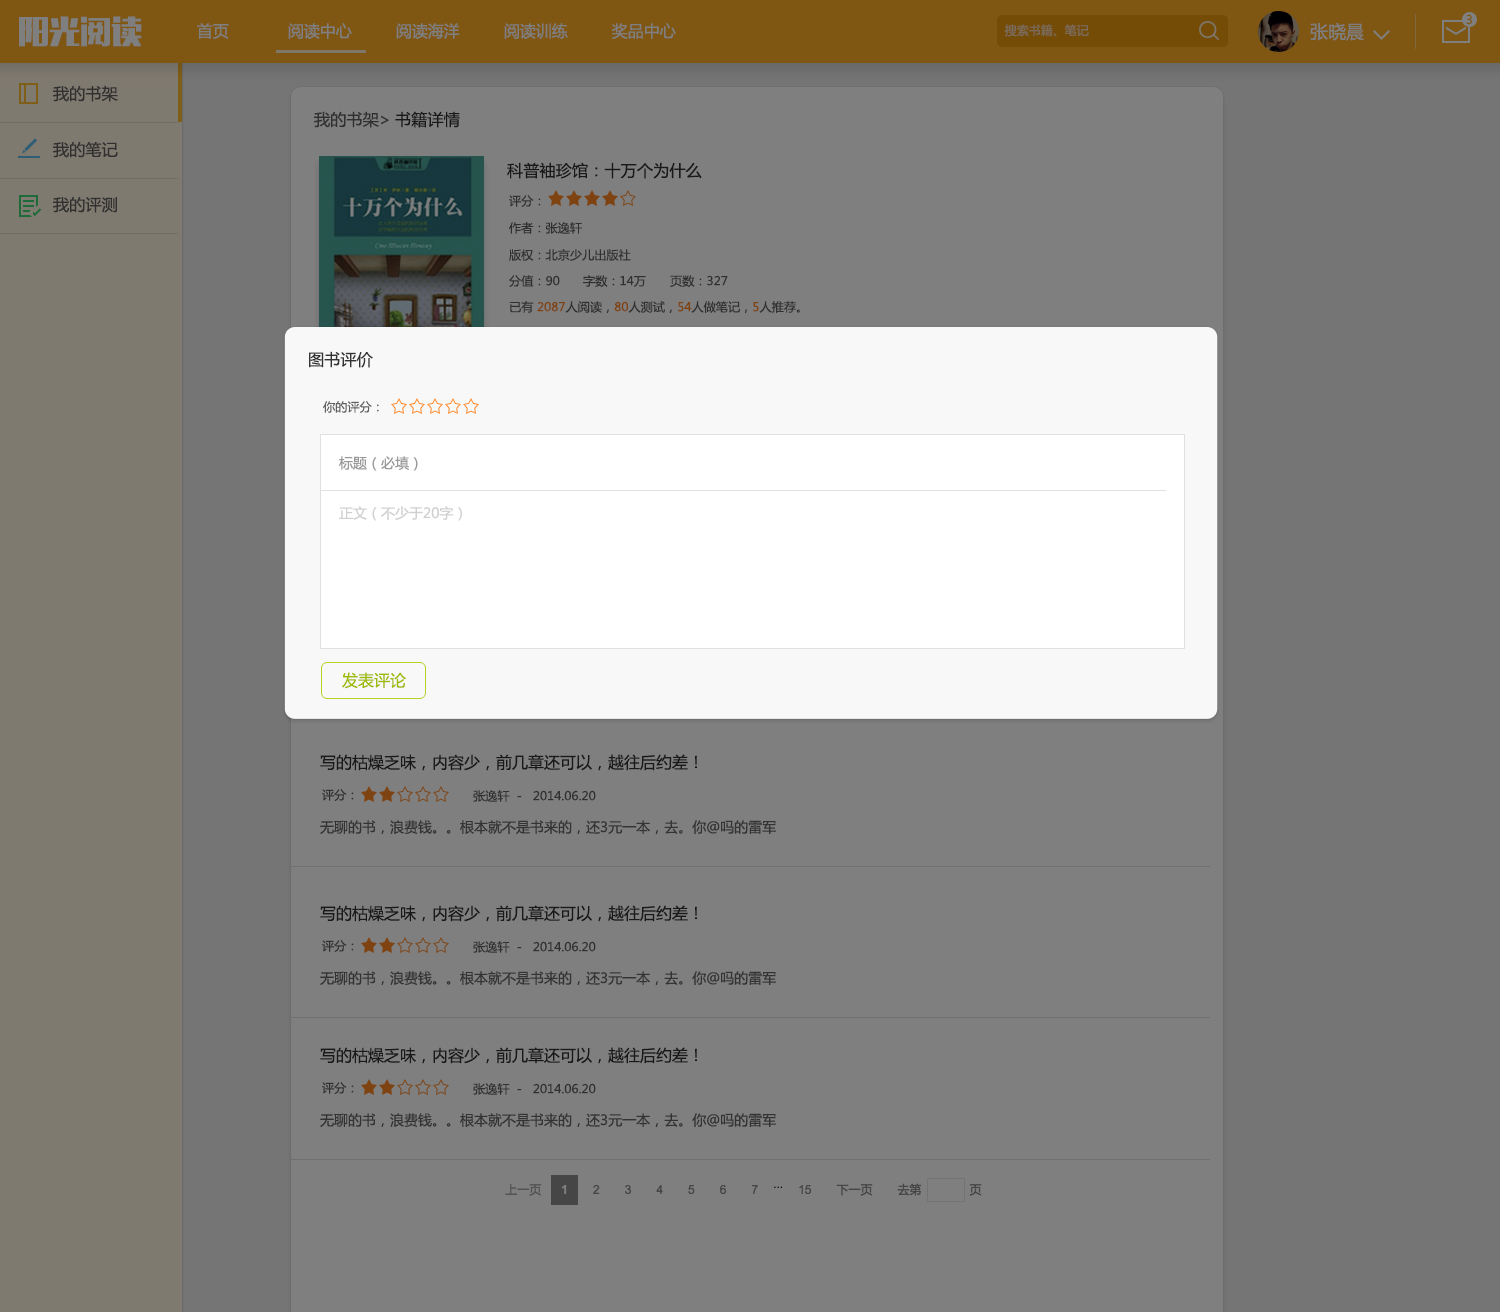 阳光阅读
首页 阅读中心 阅读海洋 阅读训练 奖品中心
搜索书籍、笔记
张晓晨
3
我的书架
我的笔记
我的评测
我的书架> 书籍详情
十万个为什么
科普袖珍馆：十万个为什么
评分：
作者：张逸轩
版权：北京少儿出版社
分值：90 字数：14万 页数：327
已有 2087人阅读，80人测试，54人做笔记，5人推荐。
图书评价
你的评分：
标题（必填）
正文（不少于20字）
发表评论
写的枯燥乏味，内容少，前几章还可以，越往后约差！
评分： 张逸轩 - 2014.06.20
无聊的书，浪费钱。。根本就不是书来的，还3元一本，去。你@吗的雷军
写的枯燥乏味，内容少，前几章还可以，越往后约差！
评分： 张逸轩 - 2014.06.20
无聊的书，浪费钱。。根本就不是书来的，还3元一本，去。你@吗的雷军
写的枯燥乏味，内容少，前几章还可以，越往后约差！
评分： 张逸轩 - 2014.06.20
无聊的书，浪费钱。。根本就不是书来的，还3元一本，去。你@吗的雷军
上一页 1 2 3 4 5 6 7 ... 15 下一页 去第 页